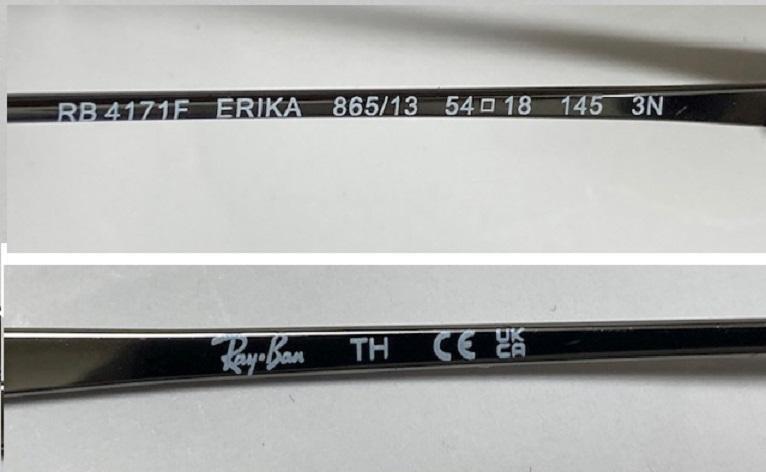 RB 4171F ERIKA 865/13 54□18 145 3N
Ray-Ban TH CE UK CA